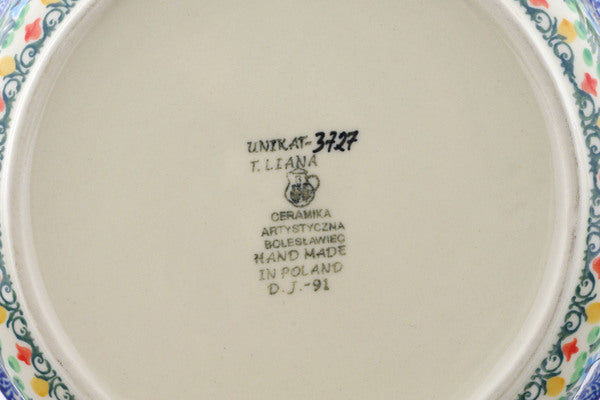 UNIKAT-3727
T. LIANA
CERAMIKA
ARTYSTYCZNA
BOLESŁAWIEC
HAND MADE
IN POLAND
D.J.-91